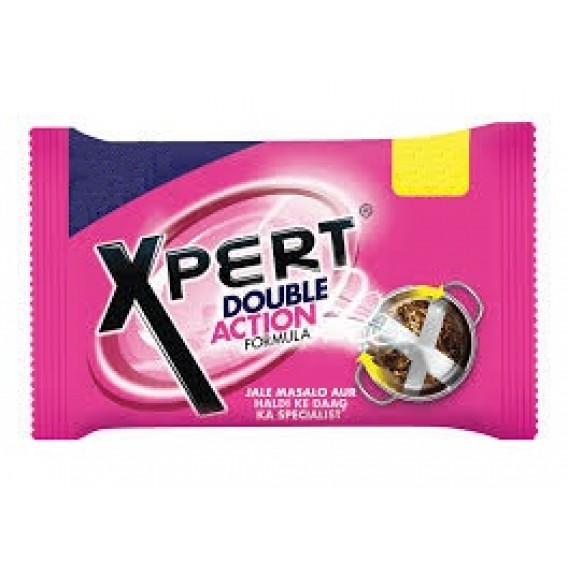 XPERT®
DOUBLE
ACTION
FORMULA
JALE MASALO AUR
HALDI KE DAAG
KA SPECIALIST